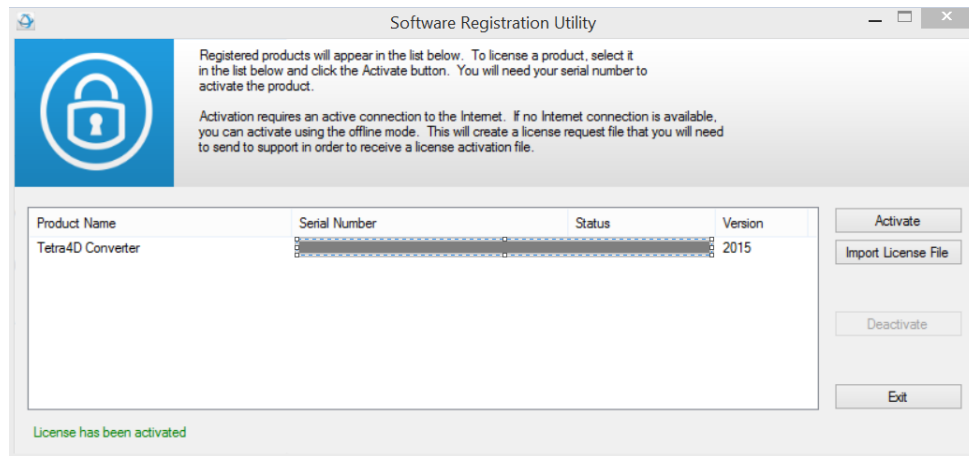 Software Registration Utility
Registered products will appear in the list below. To license a product, select it
in the list below and click the Activate button. You will need your serial number to
activate the product.
Activation requires an active connection to the Internet. If no Internet connection is available,
you can activate using the offline mode. This will create a license request file that you will need
to send to support in order to receive a license activation file.
Product Name Serial Number Status Version
Tetra4D Converter 2015
Activate
Import License File
Deactivate
Exit
License has been activated